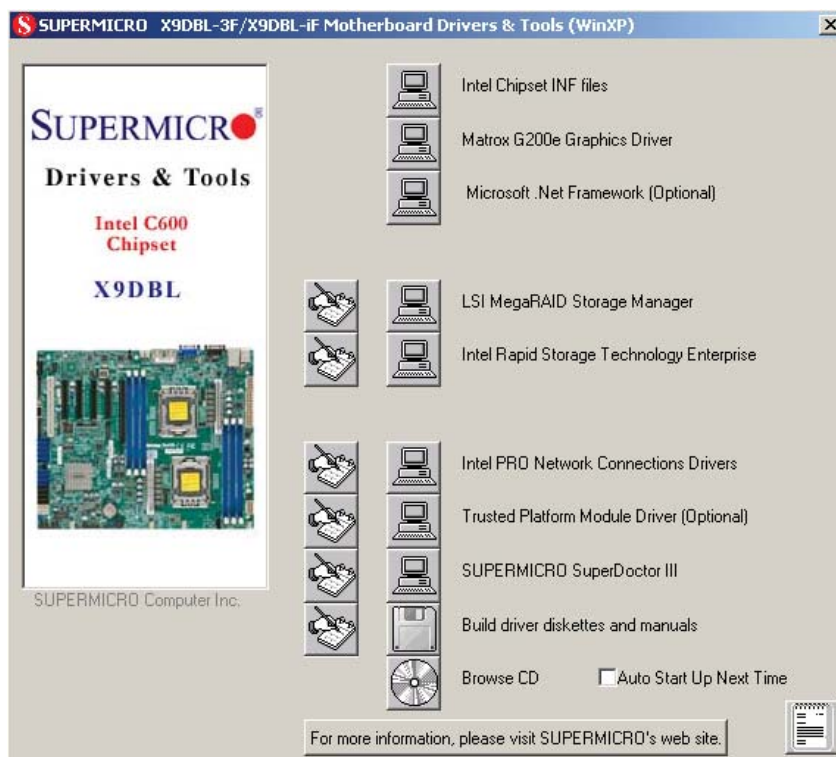 SUPERMICRO X9DBL-3F/X9DBL-iF Motherboard Drivers & Tools (WinXP)
SUPERMICRO®
Drivers & Tools
Intel C600
Chipset
X9DBL
SUPERMICRO Computer Inc.
Intel Chipset INF files
Matrox G200e Graphics Driver
Microsoft .Net Framework (Optional)
LSI MegaRAID Storage Manager
Intel Rapid Storage Technology Enterprise
Intel PRO Network Connections Drivers
Trusted Platform Module Driver (Optional)
SUPERMICRO SuperDoctor III
Build driver diskettes and manuals
Browse CD
Auto Start Up Next Time
For more information, please visit SUPERMICRO's web site.